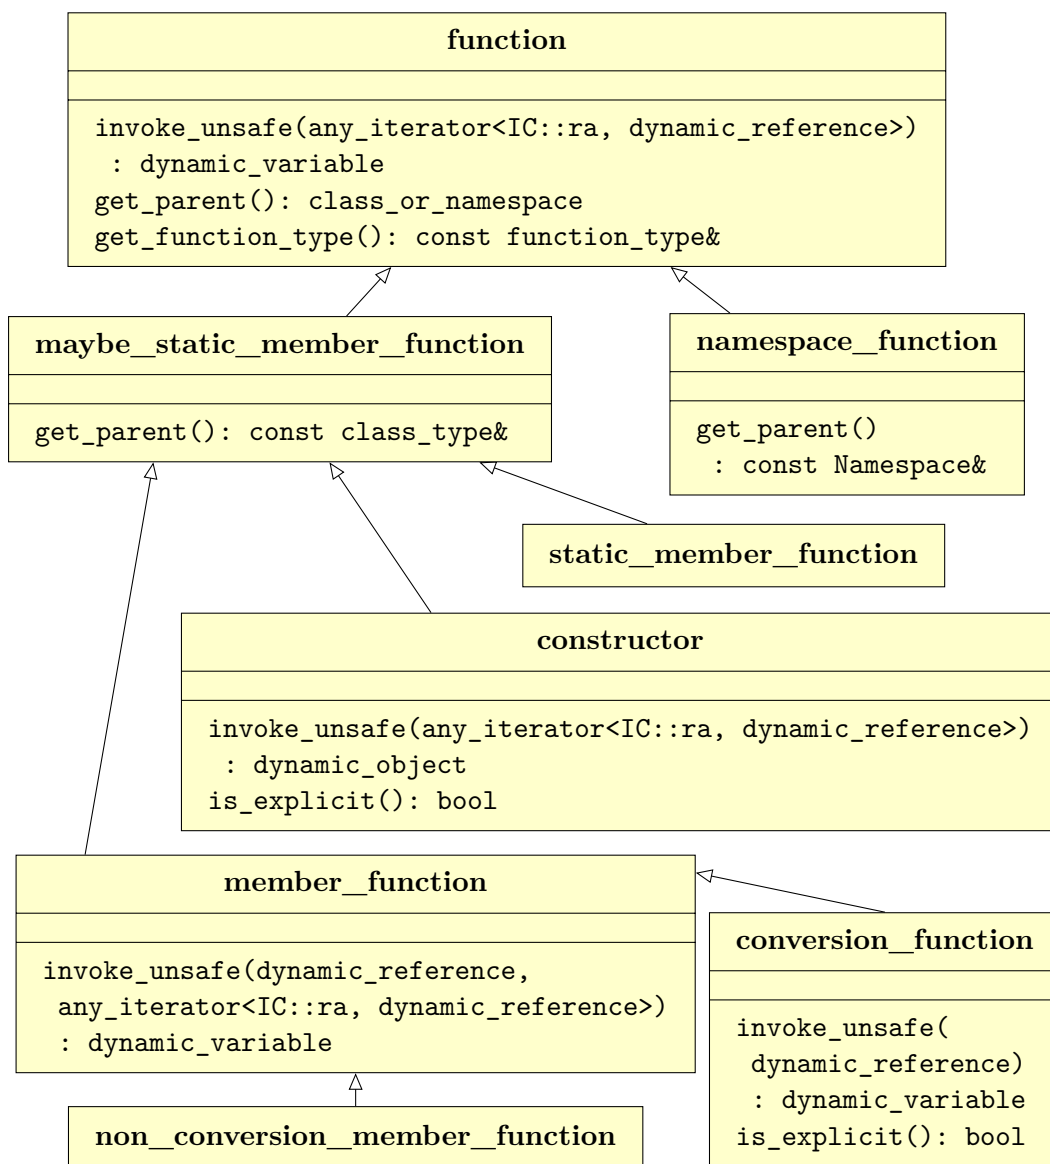 function
invoke_unsafe(any_iterator<IC::ra, dynamic_reference>)
: dynamic_variable
get_parent(): class_or_namespace
get_function_type(): const function_type&
maybe_static_member_function
get_parent(): const class_type&
namespace_function
get_parent()
: const Namespace&
static_member_function
constructor
invoke_unsafe(any_iterator<IC::ra, dynamic_reference>)
: dynamic_object
is_explicit(): bool
member_function
invoke_unsafe(dynamic_reference,
any_iterator<IC::ra, dynamic_reference>)
: dynamic_variable
conversion_function
invoke_unsafe(
dynamic_reference)
: dynamic_variable
is_explicit(): bool
non_conversion_member_function